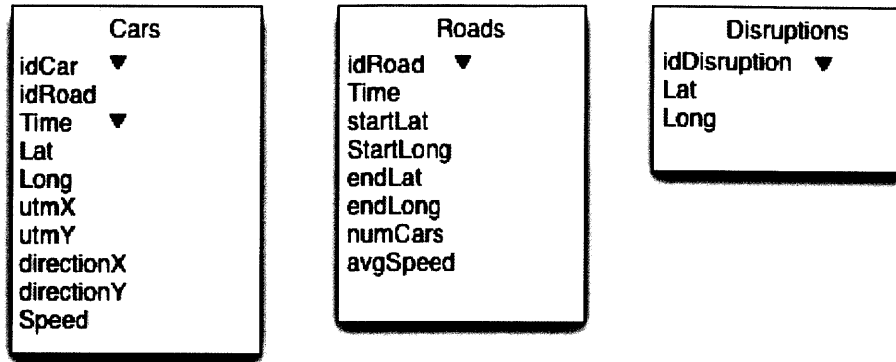 Cars
idCar ▼
idRoad
Time ▼
Lat
Long
utmX
utmY
directionX
directionY
Speed
Roads
idRoad ▼
Time
startLat
StartLong
endLat
endLong
numCars
avgSpeed
Disruptions
idDisruption ▼
Lat
Long